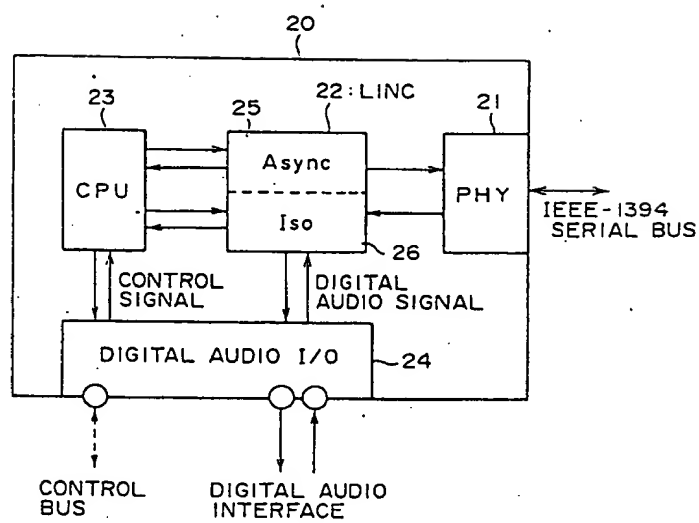 20
23
25
22:LINC
21
CPU
Async
Iso
PHY
IEEE-1394
SERIAL BUS
26
CONTROL
SIGNAL
DIGITAL
AUDIO SIGNAL
DIGITAL AUDIO I/O
24
CONTROL
BUS
DIGITAL AUDIO
INTERFACE